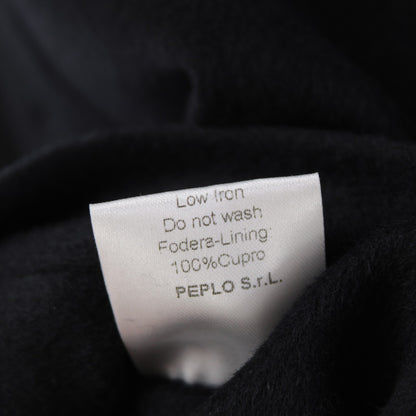 Low Iron
Do not wash
Fodera-Lining:
100%Cupro
PEPLO S.r.L.